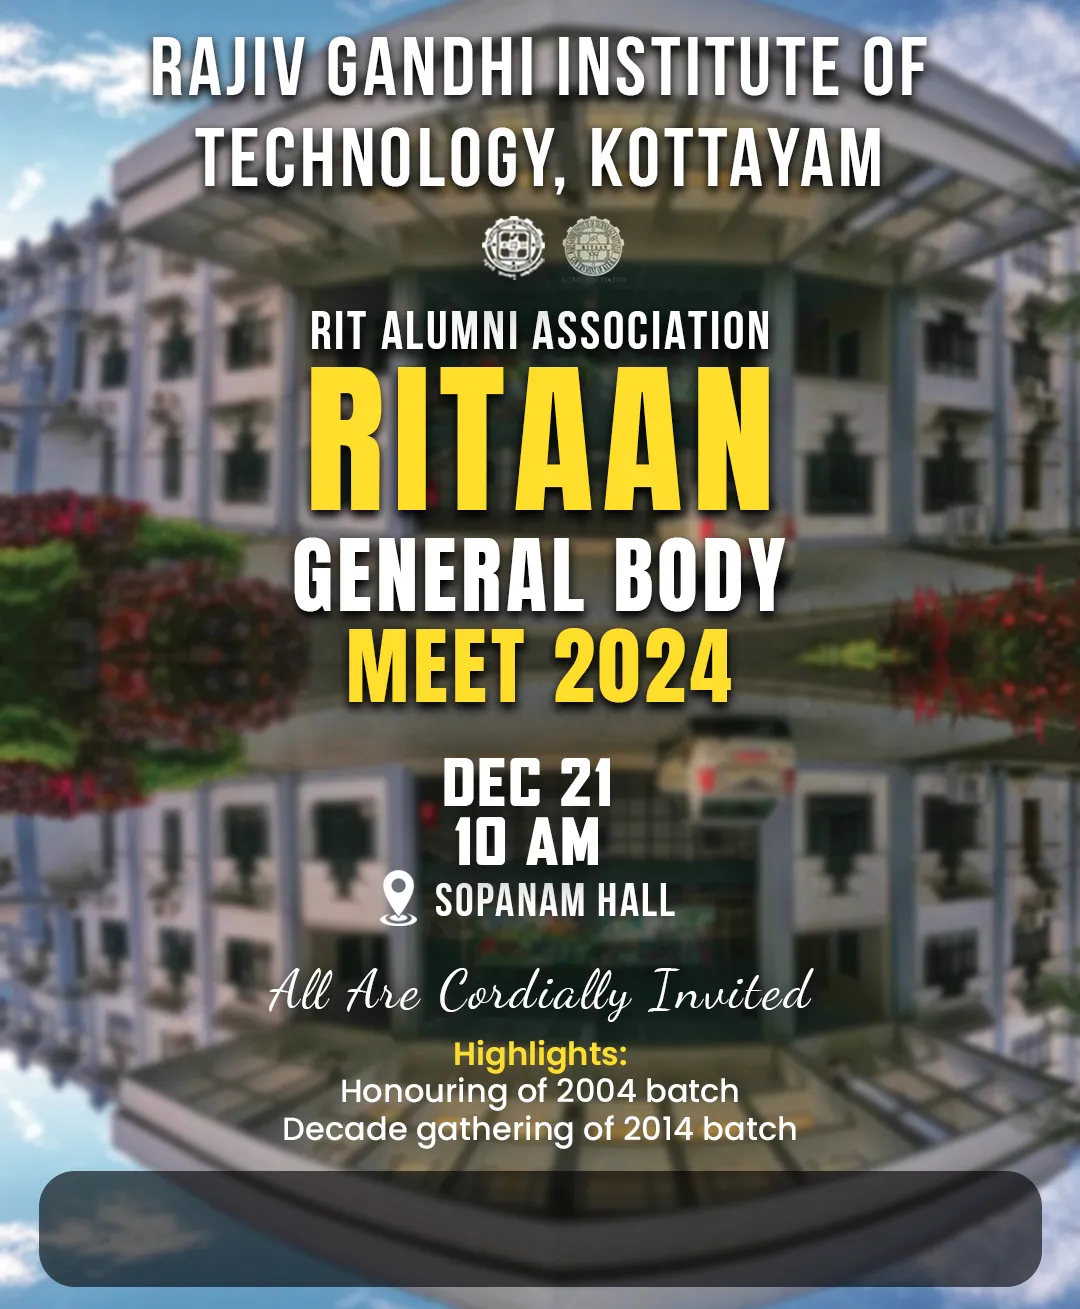 RAJIV GANDHI INSTITUTE OF
TECHNOLOGY, KOTTAYAM
RIT ALUMNI ASSOCIATION
RITAAN
GENERAL BODY
MEET 2024
DEC 21
10 AM
SOPANAM HALL
All Are Cordially Invited
Highlights:
Honouring of 2004 batch
Decade gathering of 2014 batch